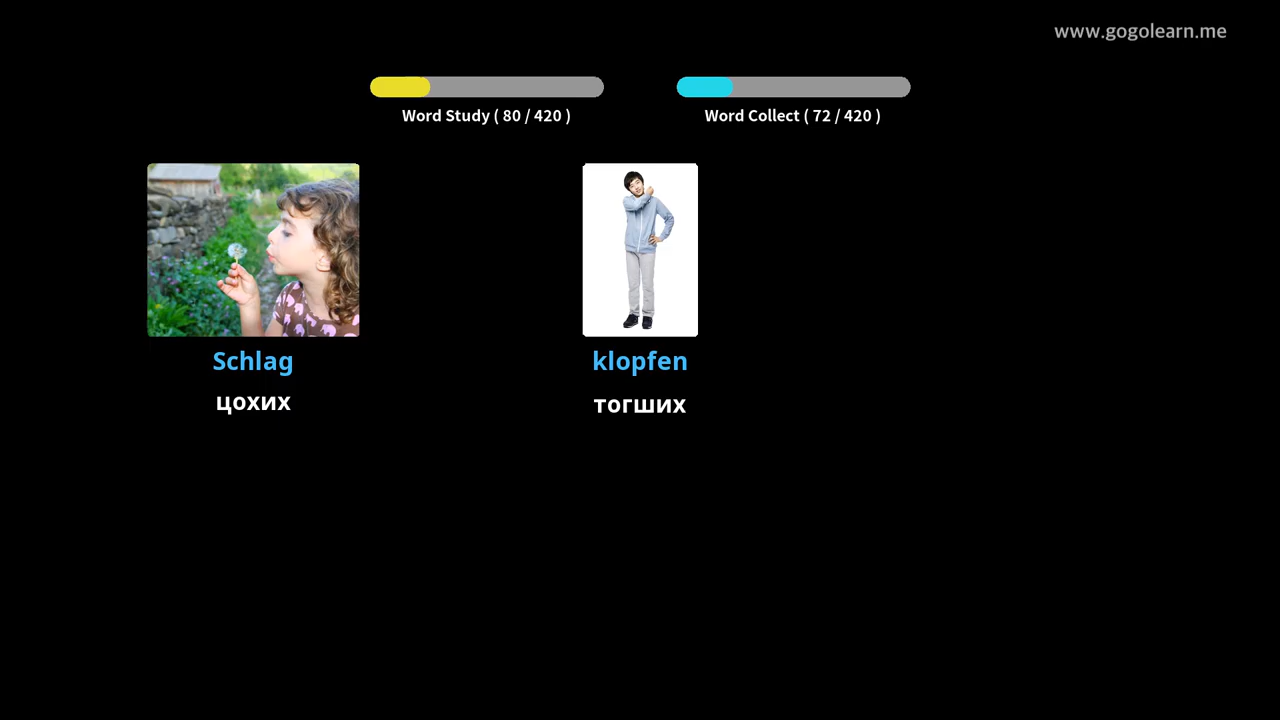 www.gogolearn.me
Word Study ( 80 / 420 )
Word Collect ( 72 / 420 )
Schlag
klopfen
цохих
тогших